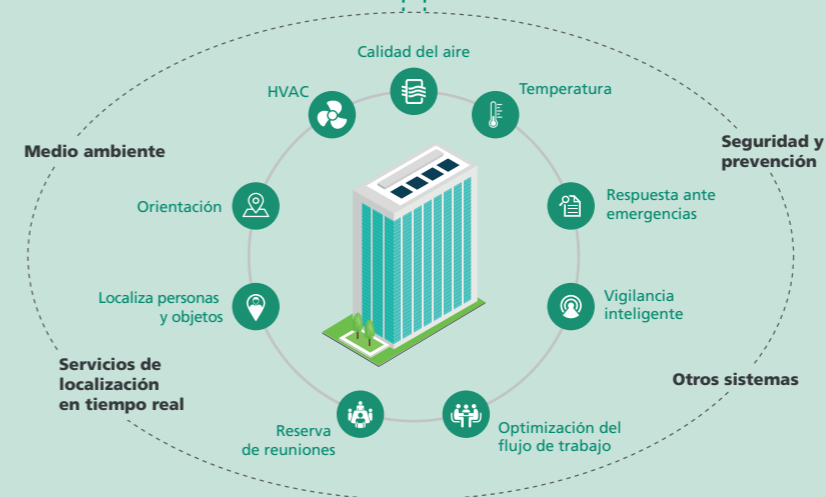 Calidad del aire
HVAC
Temperatura
Medio ambiente
Seguridad y
prevención
Orientación
Respuesta ante
emergencias
Localiza personas
y objetos
Vigilancia
inteligente
Servicios de
localización
en tiempo real
Otros sistemas
Reserva
de reuniones
Optimización del
flujo de trabajo